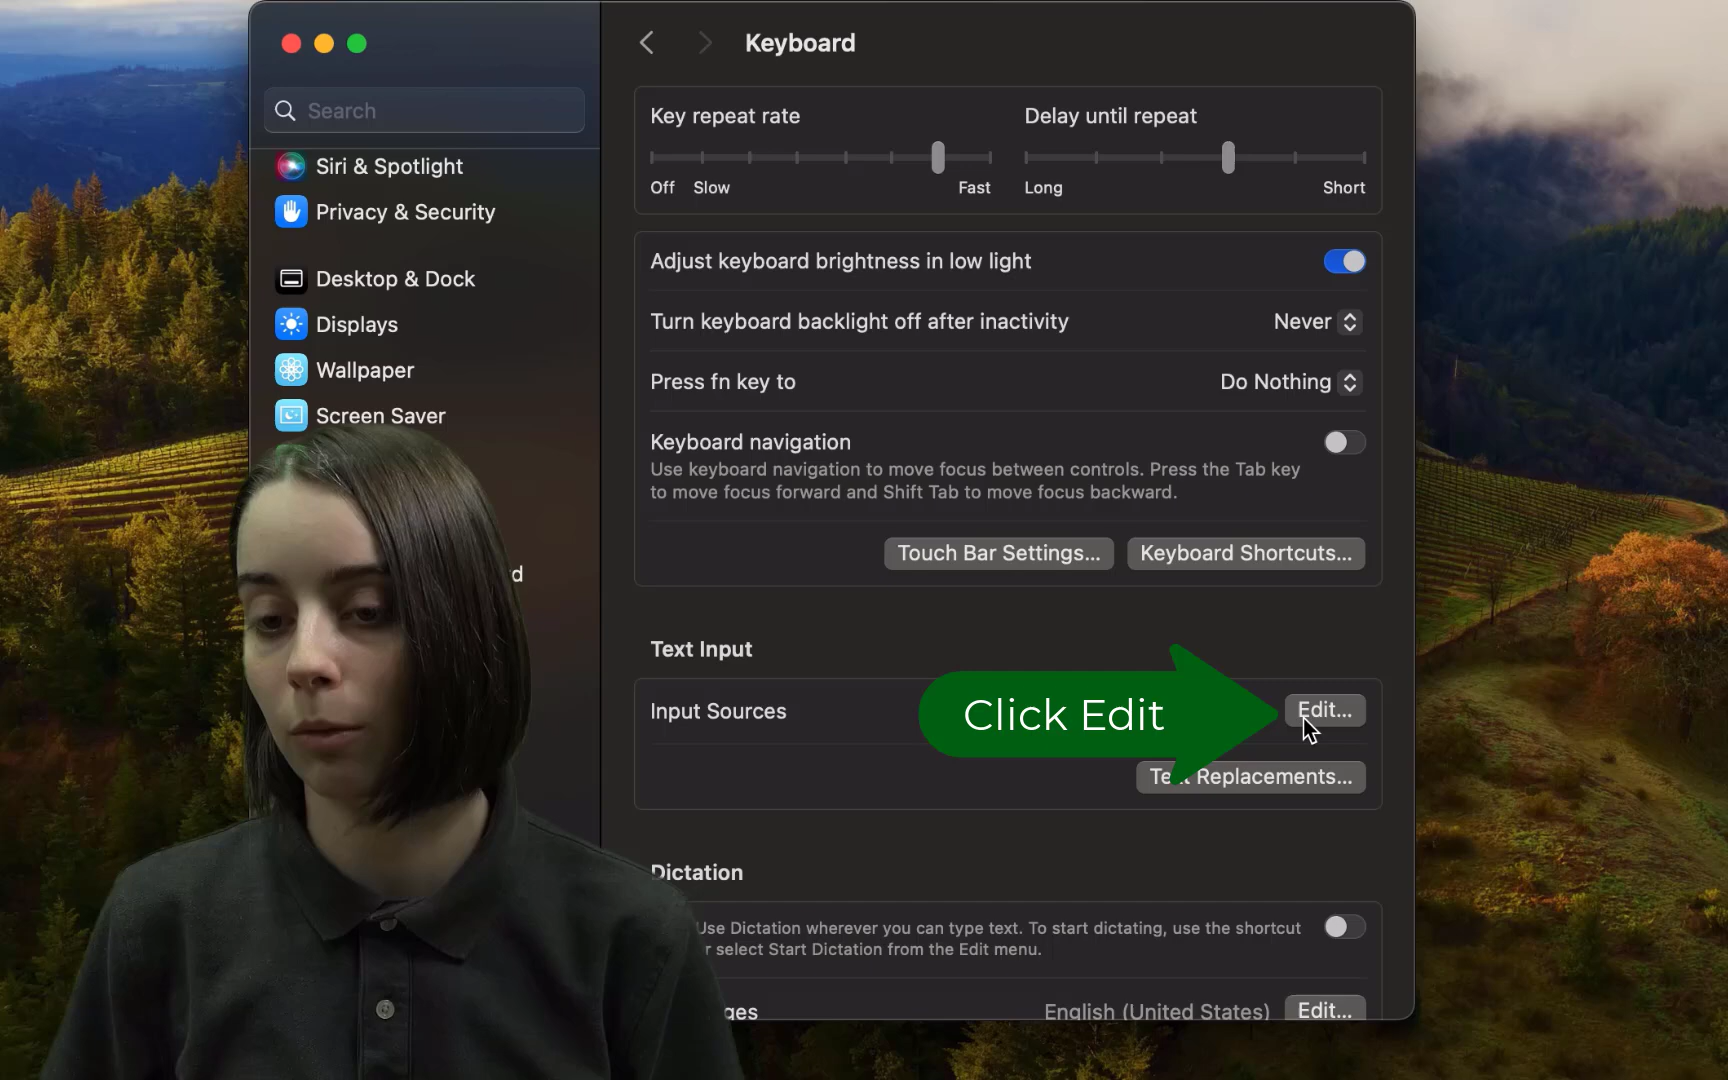 Keyboard
Search
Siri & Spotlight
Privacy & Security
Desktop & Dock
Displays
Wallpaper
Screen Saver
d
Key repeat rate
Off Slow Fast
Delay until repeat
Long Short
Adjust keyboard brightness in low light
Turn keyboard backlight off after inactivity Never
Press fn key to Do Nothing
Keyboard navigation
Use keyboard navigation to move focus between controls. Press the Tab key
to move focus forward and Shift Tab to move focus backward.
Touch Bar Settings... Keyboard Shortcuts...
Text Input
Input Sources Click Edit Edit...
Replacements...
Dictation
Use Dictation wherever you can type text. To start dictating, use the shortcut
r select Start Dictation from the Edit menu.
ges English (United States) Edit...